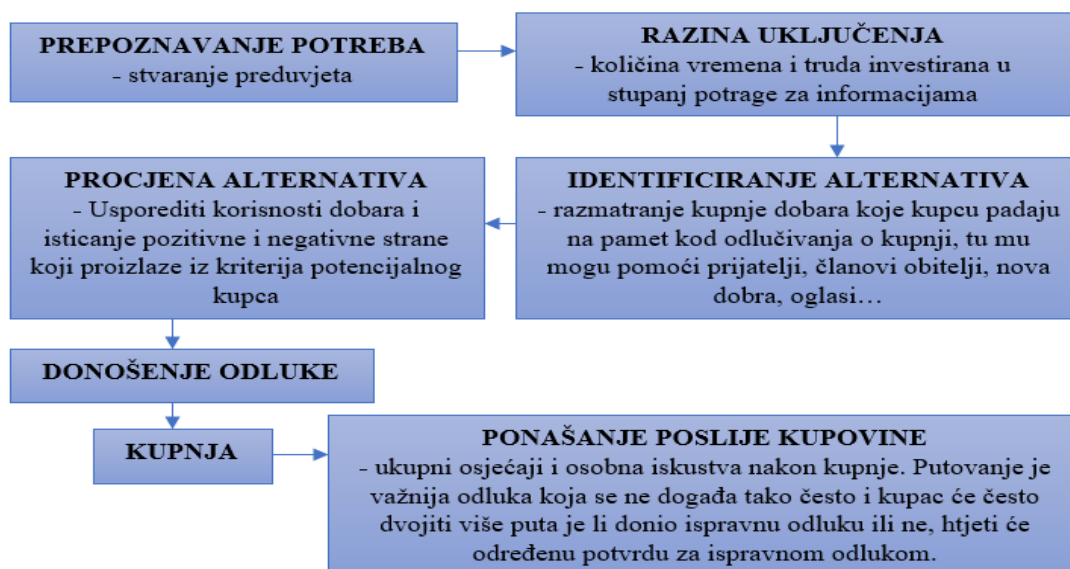 PREPOZNAVANJE POTREBA
- stvaranje preduvjeta
RAZINA UKLJUČENJA
- količina vremena i truda investirana u
stupanj potrage za informacijama
IDENTIFICIRANJE ALTERNATIVA
- razmatranje kupnje dobara koje kupcu padaju
na pamet kod odlučivanja o kupnji, tu mu
mogu pomoći prijatelji, članovi obitelji, nova
dobra, oglasi…
PROCJENA ALTERNATIVA
- Usporediti korisnosti dobara i
isticanje pozitivne i negativne strane
koji proizlaze iz kriterija potencijalnog
kupca
DONOŠENJE ODLUKE
KUPNJA
PONAŠANJE POSLIJE KUPOVINE
- ukupni osjećaji i osobna iskustva nakon kupnje. Putovanje je
važnija odluka koja se ne događa tako često i kupac će često
dvojiti više puta je li donio ispravnu odluku ili ne, htjeti će
određenu potvrdu za ispravnom odlukom.